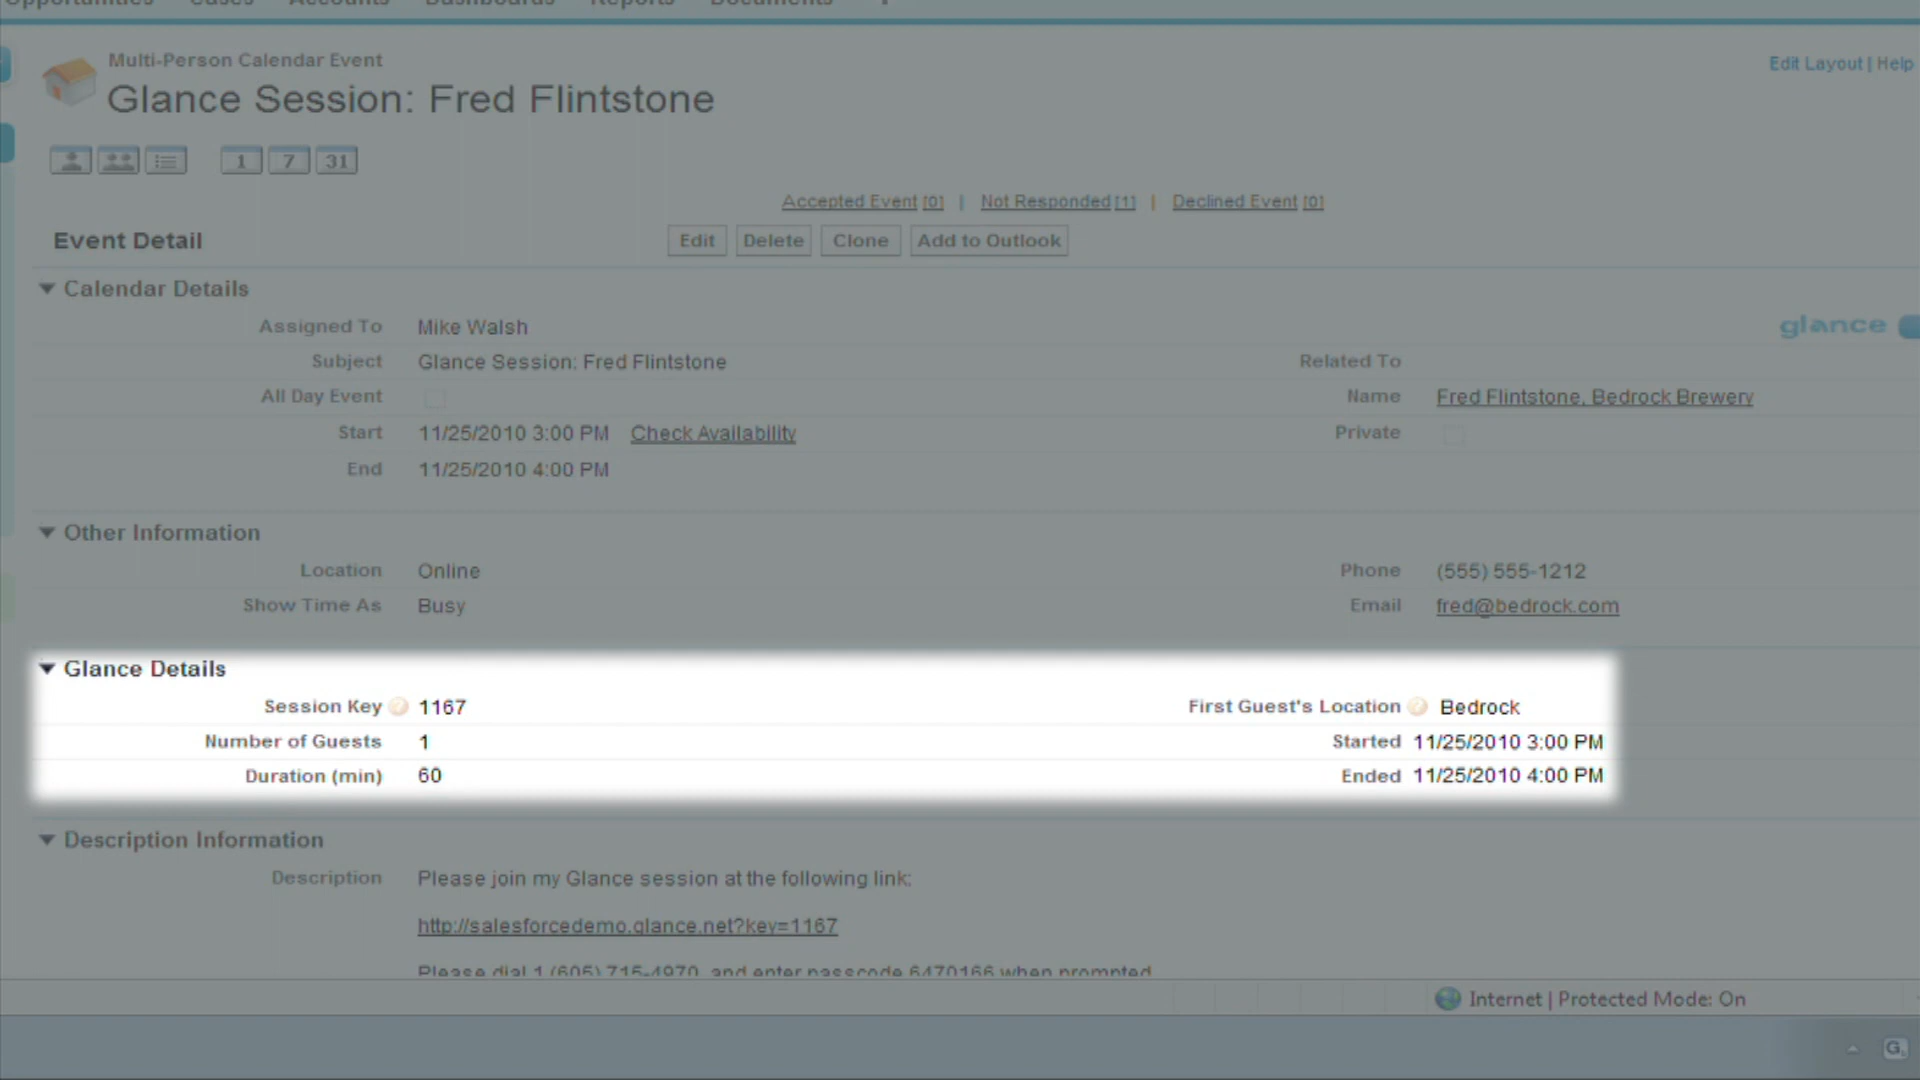 Opportunities Cases Accounts Dashboards Reports Documents
Multi-Person Calendar Event
Edit Layout | Help
Glance Session: Fred Flintstone
1 7 31
Accepted Event [0] | Not Responded [1] | Declined Event [0]
Event Detail Edit Delete Clone Add to Outlook
Calendar Details
Assigned To Mike Walsh
glance
Subject Glance Session: Fred Flintstone Related To
All Day Event Name Fred Flintstone, Bedrock Brewery
Start 11/25/2010 3:00 PM Check Availability Private
End 11/25/2010 4:00 PM
Other Information
Location Online Phone (555) 555-1212
Show Time As Busy Email fred@bedrock.com
Glance Details
Session Key ? 1167 First Guest's Location ? Bedrock
Number of Guests 1 Started 11/25/2010 3:00 PM
Duration (min) 60 Ended 11/25/2010 4:00 PM
Description Information
Description Please join my Glance session at the following link:
http://salesforcedemo.glance.net?key=1167
Please dial 1 (605) 715-4970, and enter passcode 6470166 when prompted
Internet | Protected Mode: On
G